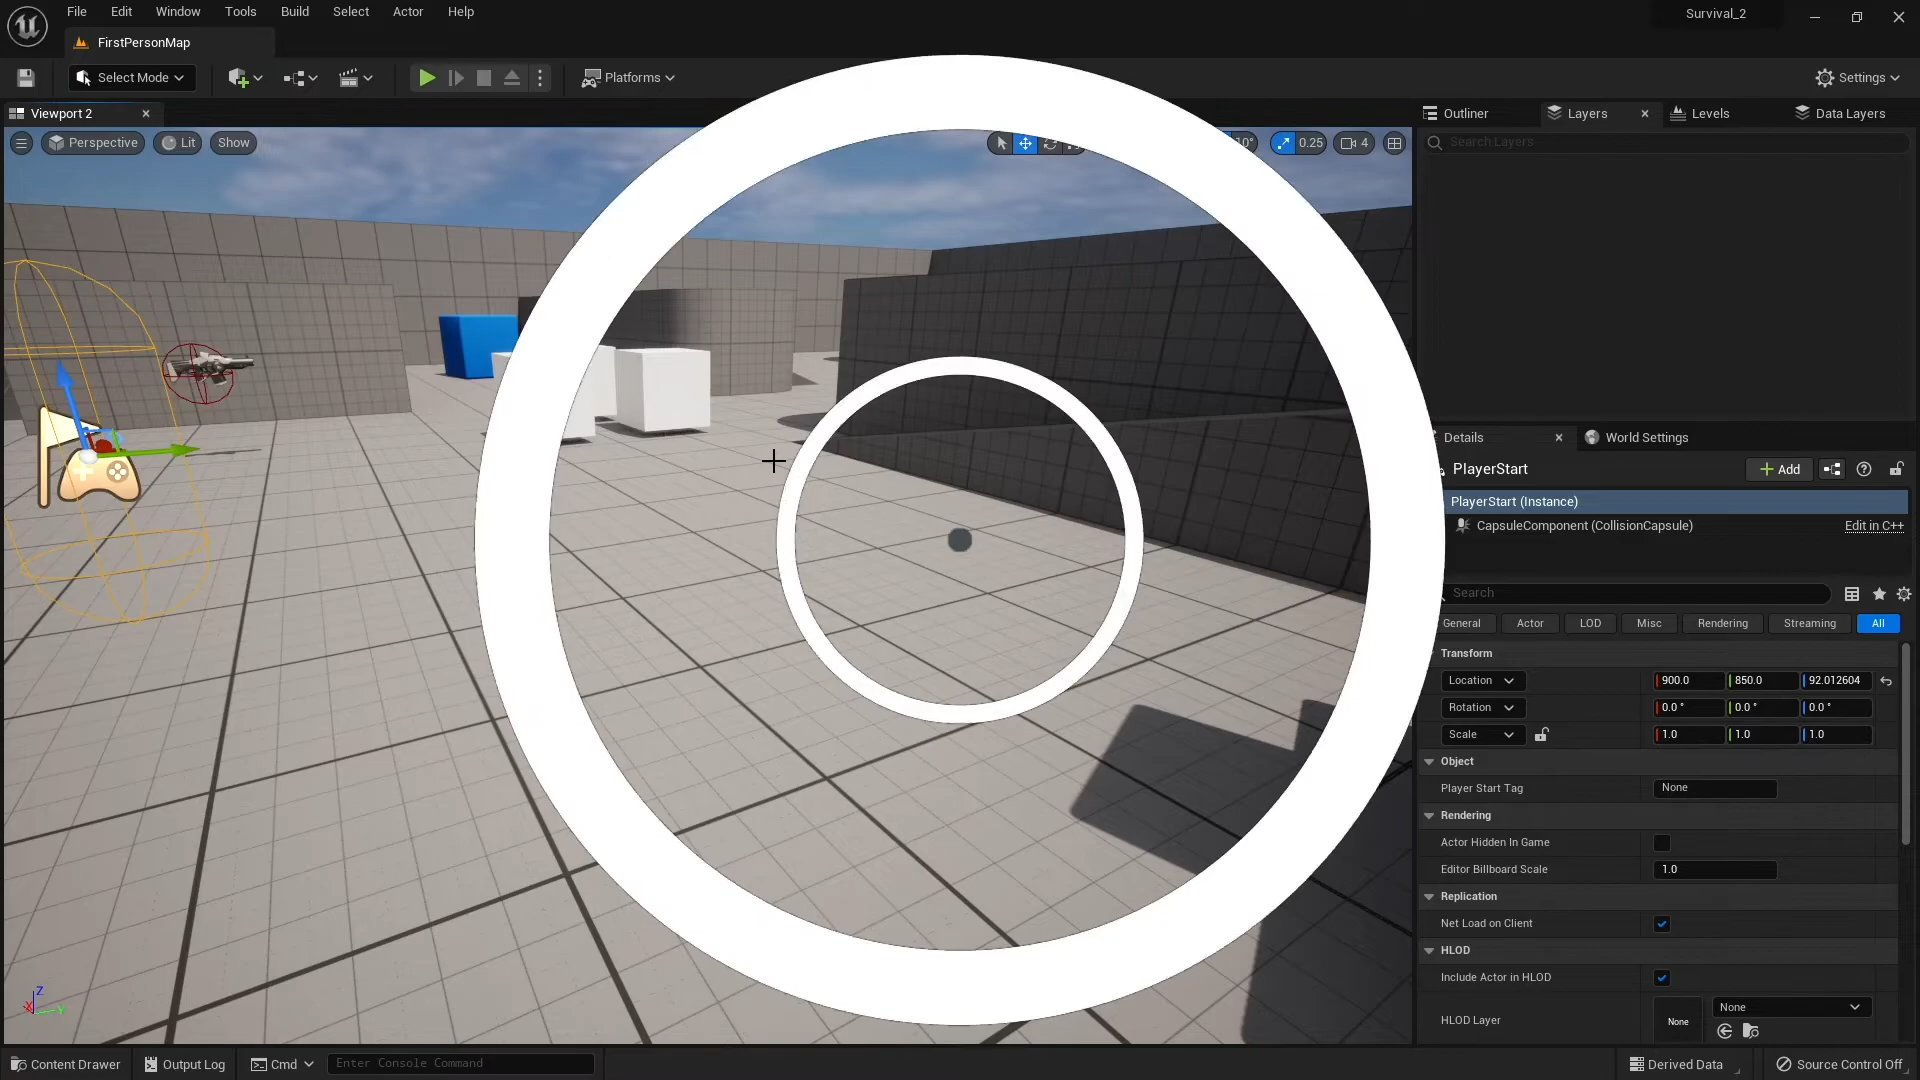 File Edit Window Tools Build Select Actor Help
Survival_2
FirstPersonMap
Select Mode
Platforms
Settings
Viewport 2
Outliner
Layers
Levels
Data Layers
Perspective
Lit
Show
10°
0.25
4
Search Layers
Details
World Settings
PlayerStart
Add
PlayerStart (Instance)
CapsuleComponent (CollisionCapsule)
Edit in C++
Search
General
Actor
LOD
Misc
Rendering
Streaming
All
Transform
Location
900.0
850.0
92.012604
Rotation
0.0 °
0.0 °
0.0 °
Scale
1.0
1.0
1.0
Object
Player Start Tag
None
Rendering
Actor Hidden In Game
Editor Billboard Scale
1.0
Replication
Net Load on Client
HLOD
Include Actor in HLOD
HLOD Layer
None
None
Z
X
Y
Content Drawer
Output Log
Cmd
Enter Console Command
Derived Data
Source Control Off